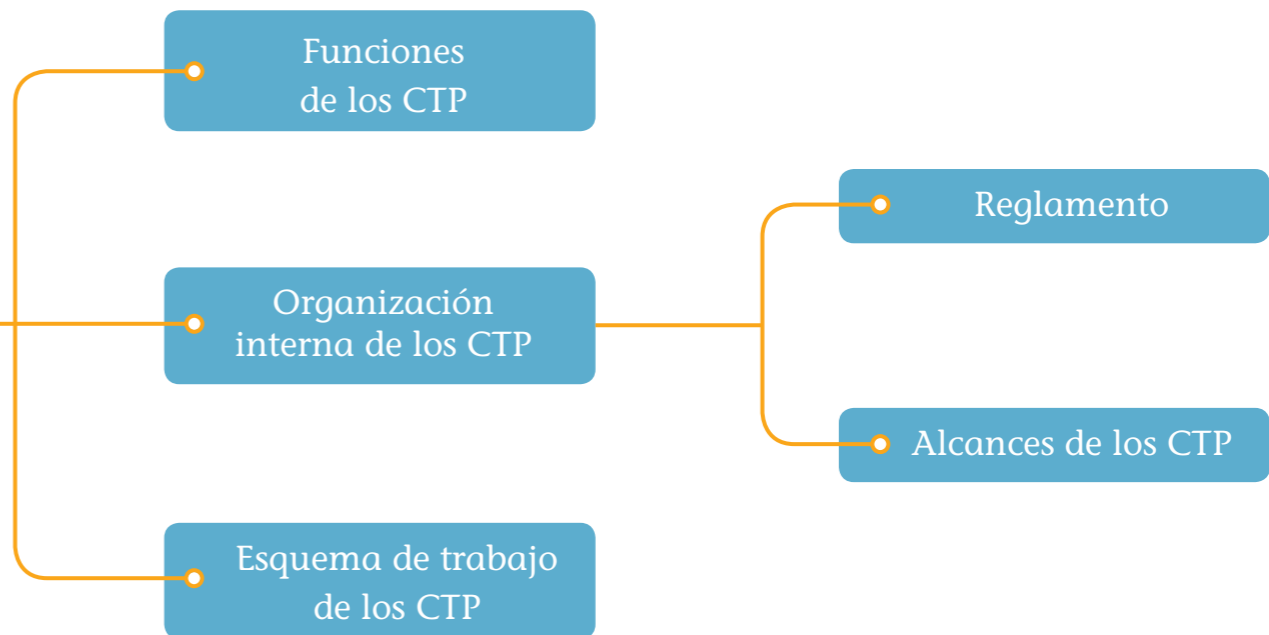 Funciones
de los CTP
Organización
interna de los CTP
Esquema de trabajo
de los CTP
Reglamento
Alcances de los CTP